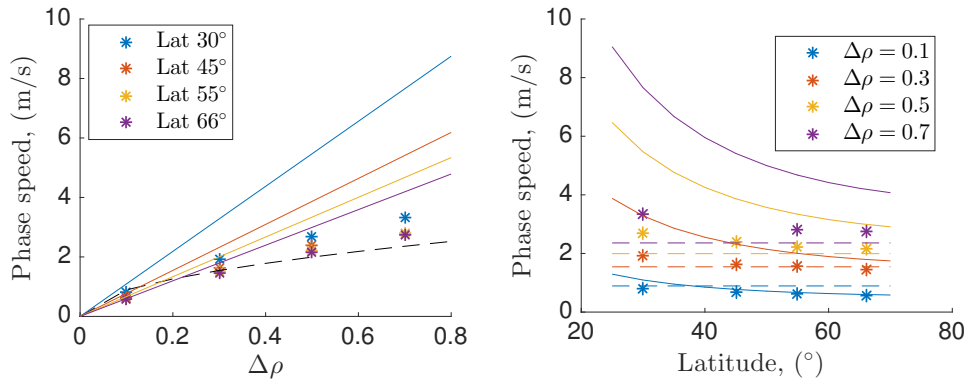 10
8
6
4
2
0
Phase speed, (m/s)
Lat 30°
Lat 45°
Lat 55°
Lat 66°
0
0.2
0.4
0.6
0.8
Δρ
10
8
6
4
2
0
Phase speed, (m/s)
Δρ = 0.1
Δρ = 0.3
Δρ = 0.5
Δρ = 0.7
20
40
60
80
Latitude, (°)